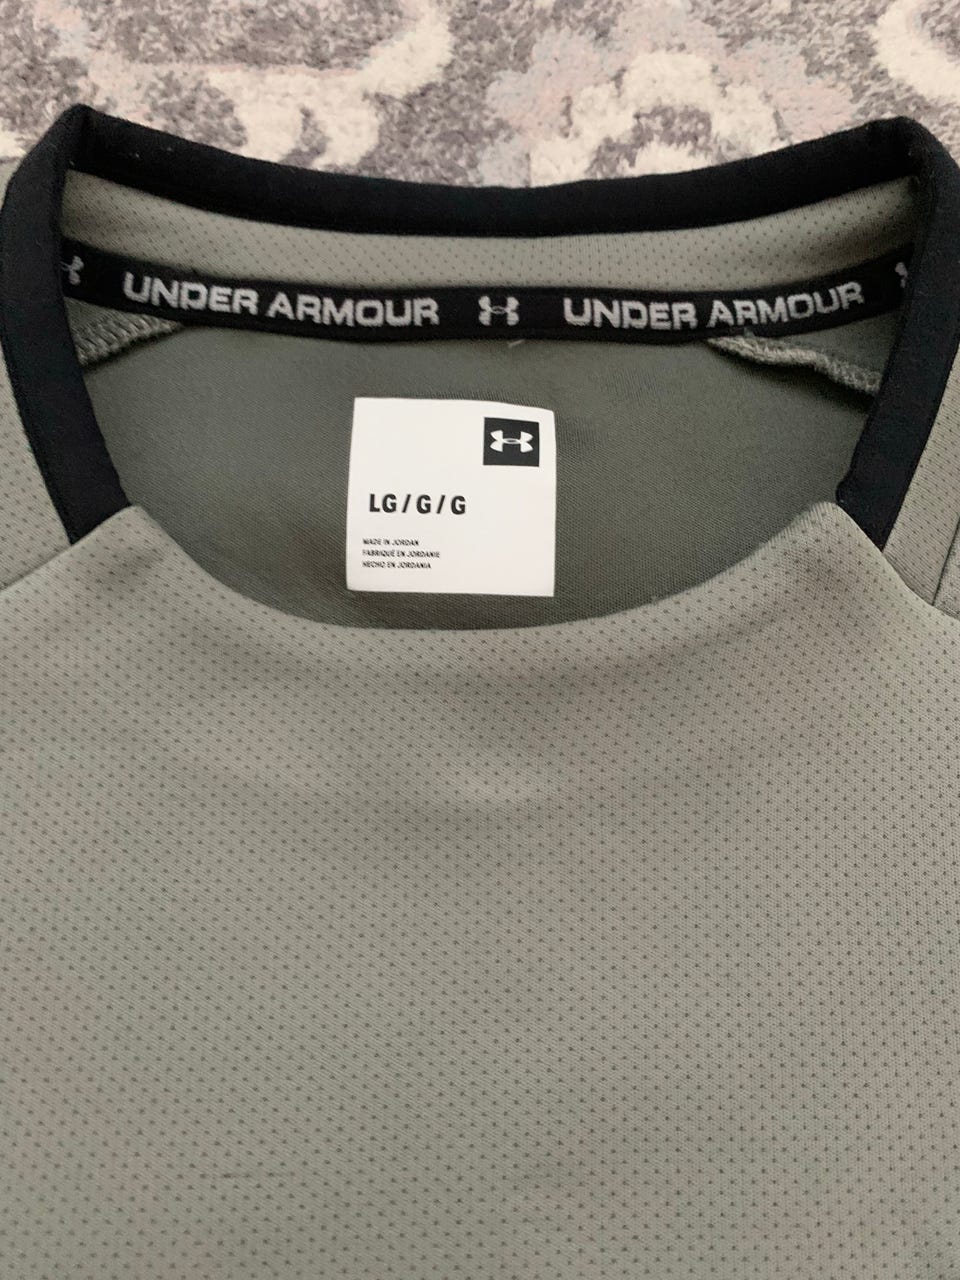 UNDER ARMOUR UNDER ARMOUR
LG/G/G
MADE IN JORDAN
FABRIQUÉ EN JORDANIE
HECHO EN JORDANIA